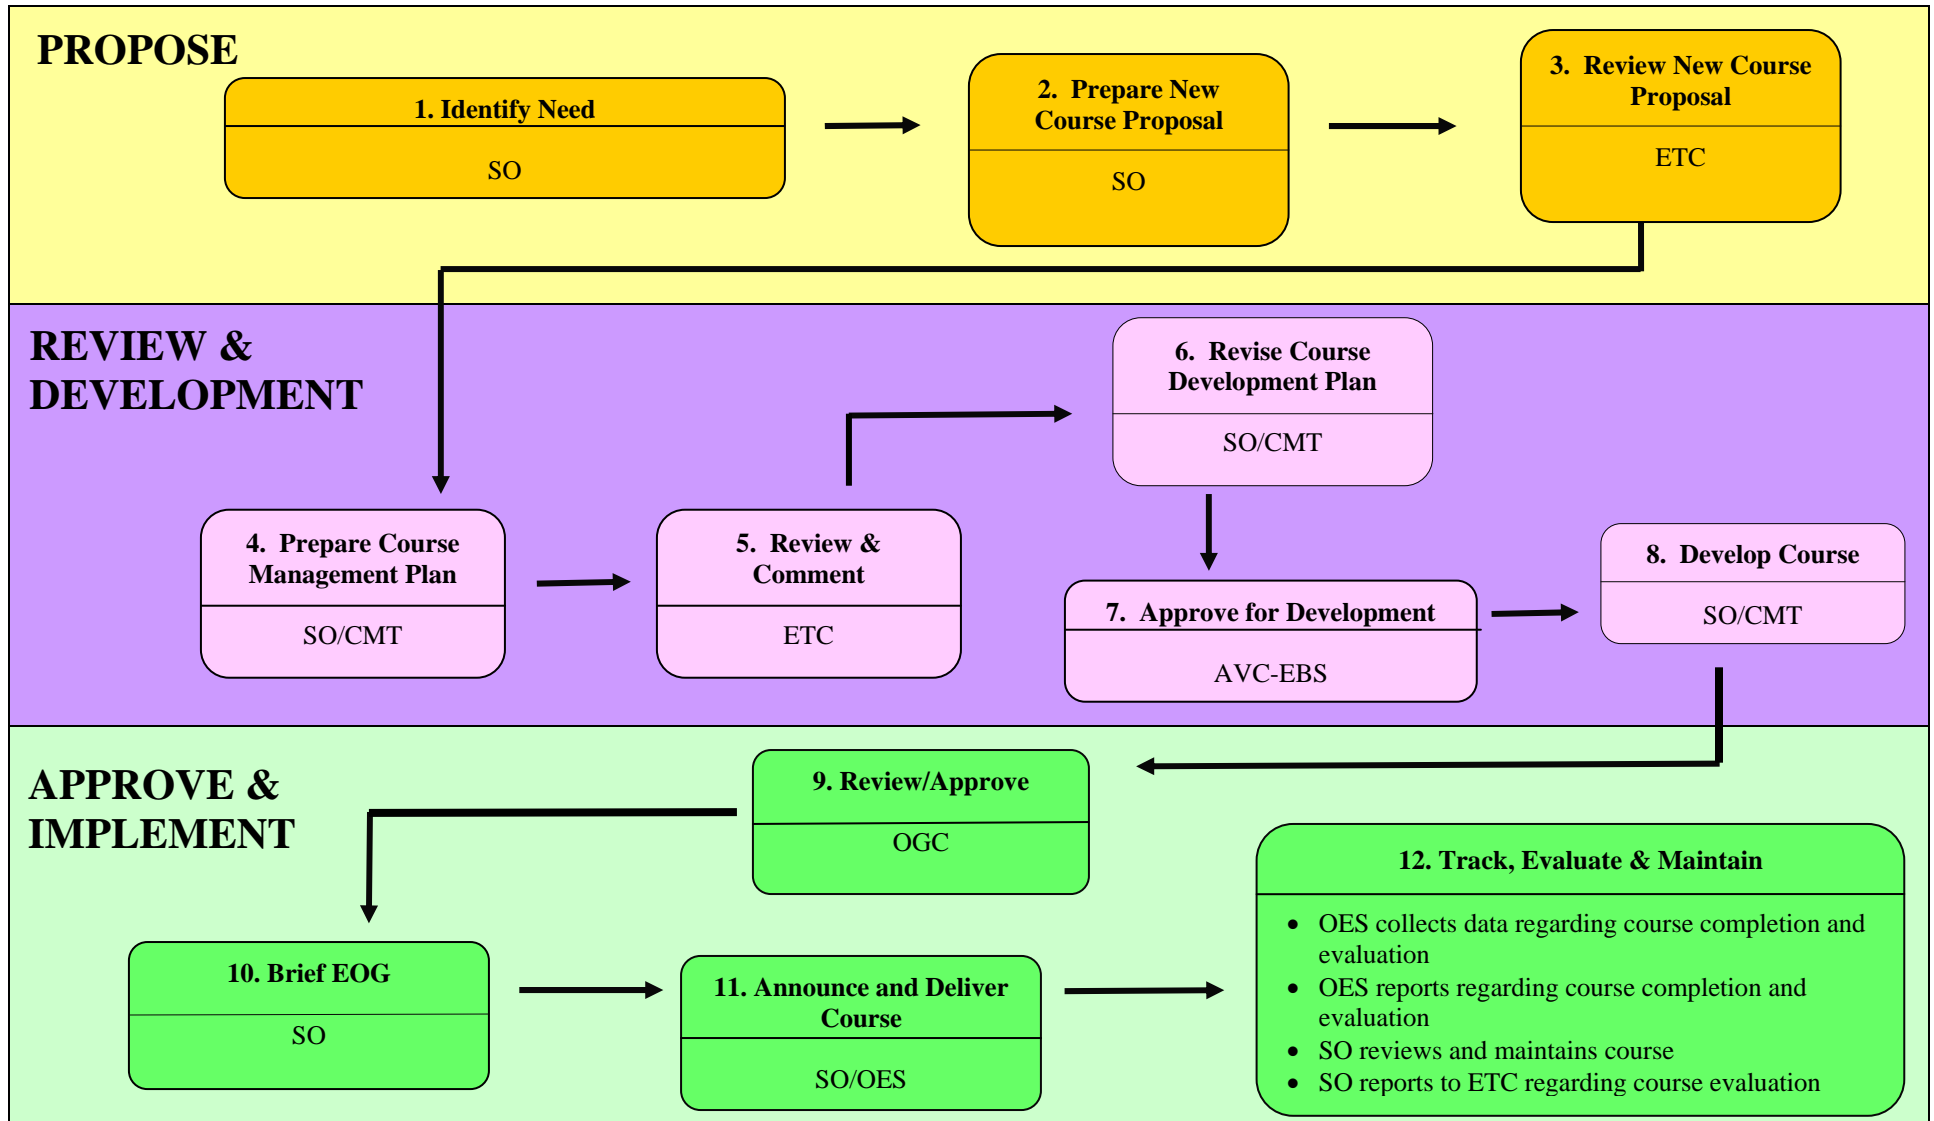 PROPOSE
1. Identify Need
SO
2. Prepare New
Course Proposal
SO
3. Review New Course
Proposal
ETC
REVIEW &
DEVELOPMENT
4. Prepare Course
Management Plan
SO/CMT
5. Review &
Comment
ETC
6. Revise Course
Development Plan
SO/CMT
7. Approve for Development
AVC-EBS
8. Develop Course
SO/CMT
APPROVE &
IMPLEMENT
9. Review/Approve
OGC
10. Brief EOG
SO
11. Announce and Deliver
Course
SO/OES
12. Track, Evaluate & Maintain
• OES collects data regarding course completion and
evaluation
• OES reports regarding course completion and
evaluation
• SO reviews and maintains course
• SO reports to ETC regarding course evaluation